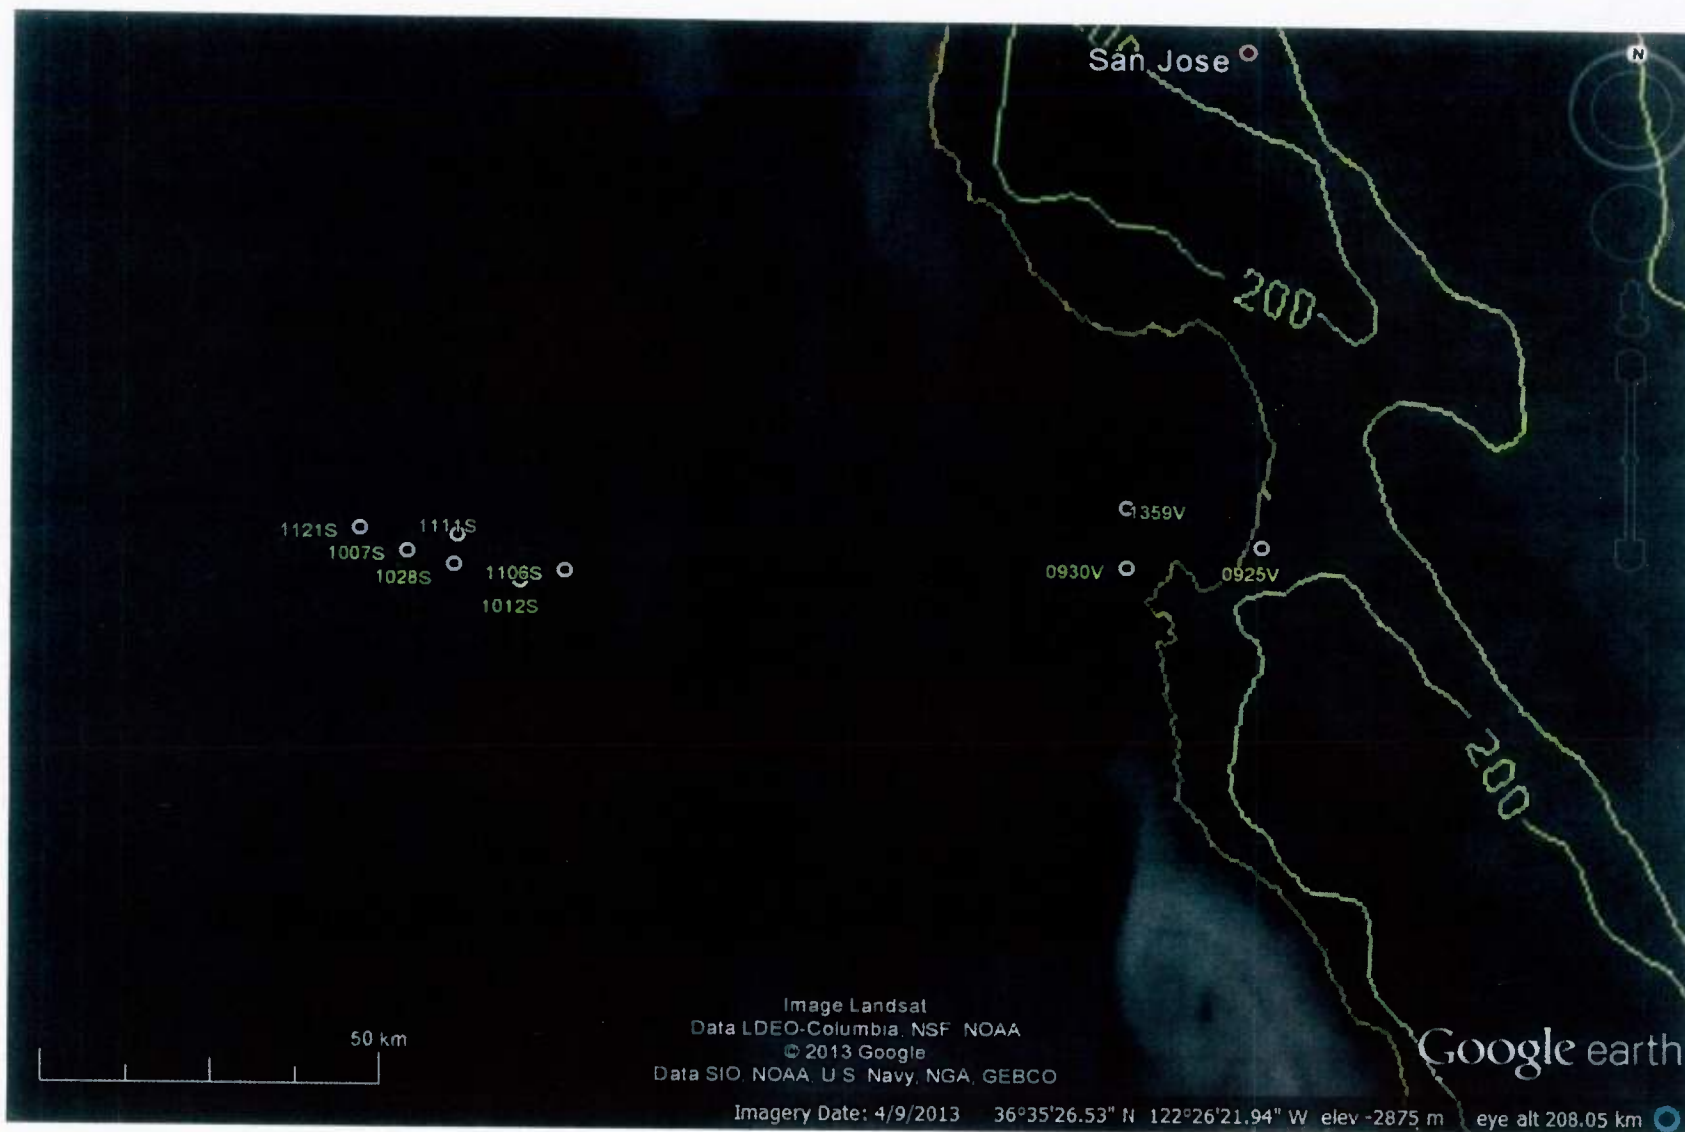 San Jose
N
200
1359V
1121S
1111S
1007S
1028S
1106S
1012S
0930V
0925V
200
50 km
Image Landsat
Data LDEO-Columbia, NSF NOAA
© 2013 Google
Data SIO, NOAA, U S Navy, NGA, GEBCO
Google earth
Imagery Date: 4/9/2013 36°35'26.53" N 122°26'21.94" W elev -2875 m eye alt 208.05 km